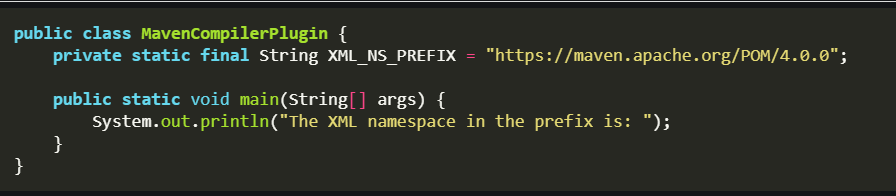 public class MavenCompilerPlugin {
    private static final String XML_NS_PREFIX = "https://maven.apache.org/POM/4.0.0";
    public static void main(String[] args) {
        System.out.println("The XML namespace in the prefix is: ");
    }
}